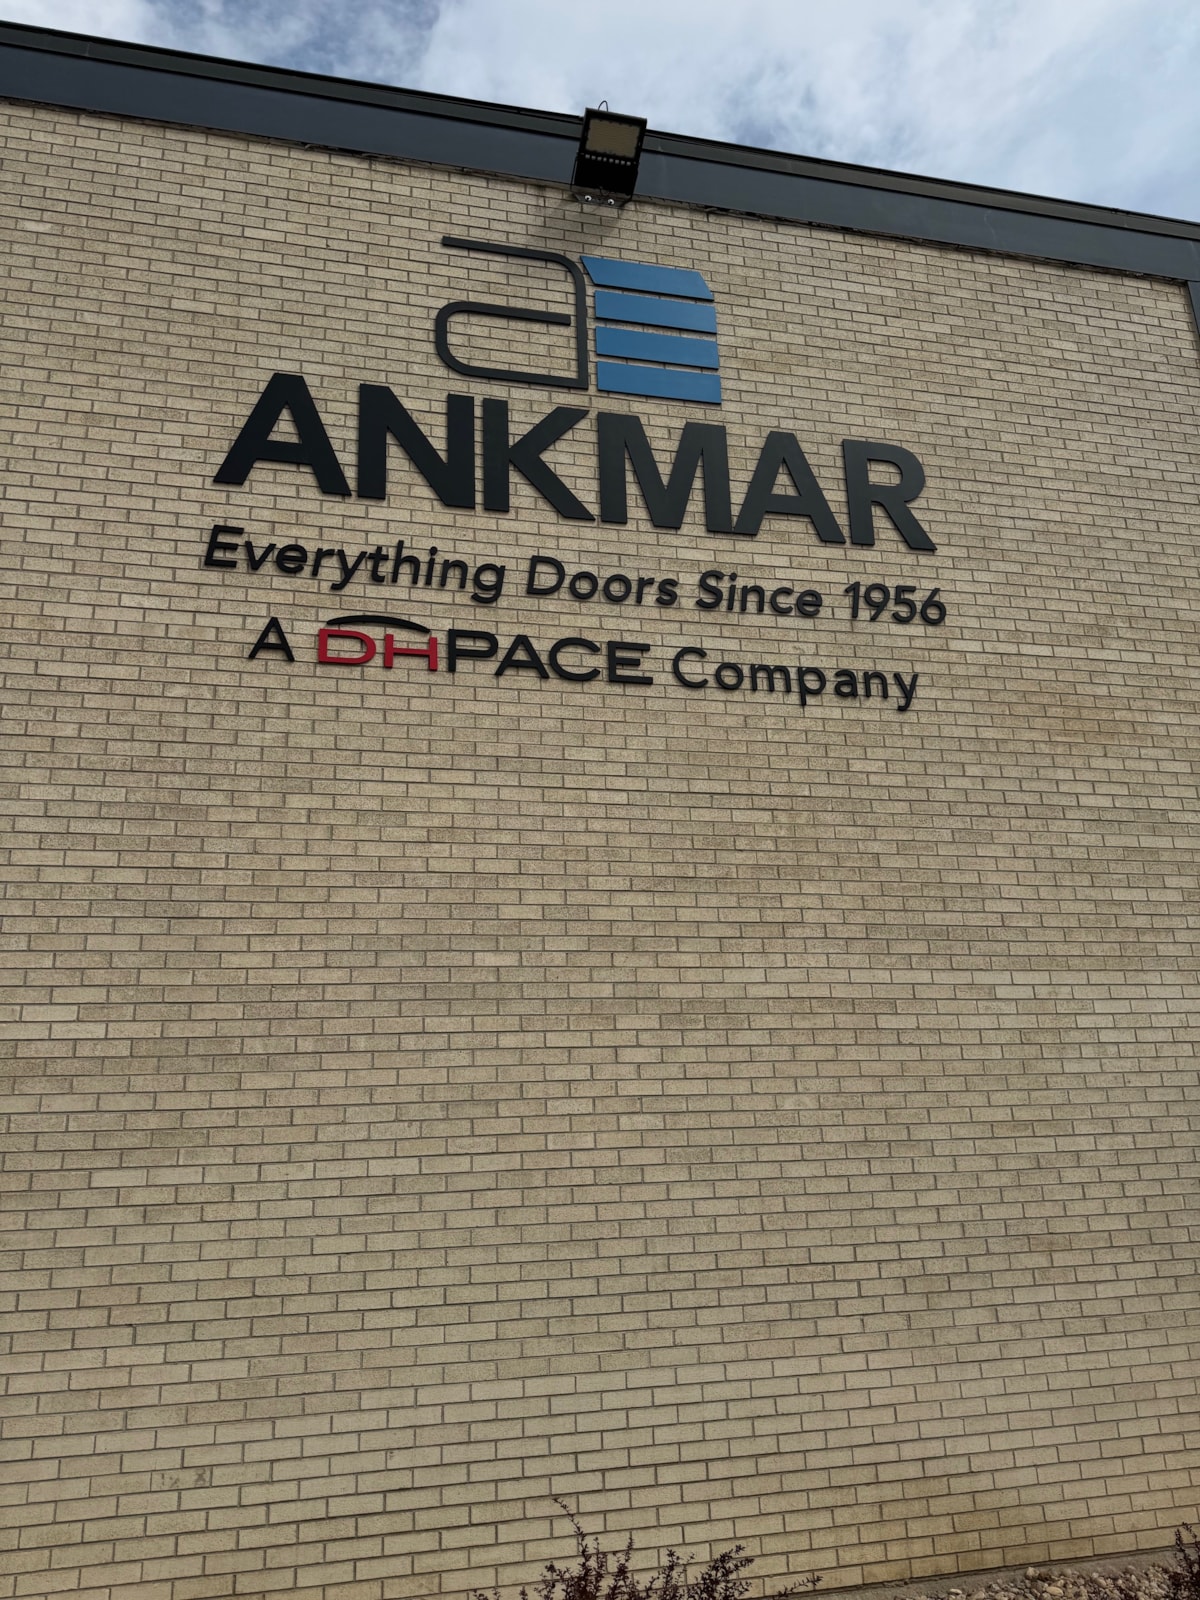 ANKMAR
Everything Doors Since 1956
A DHPACE Company